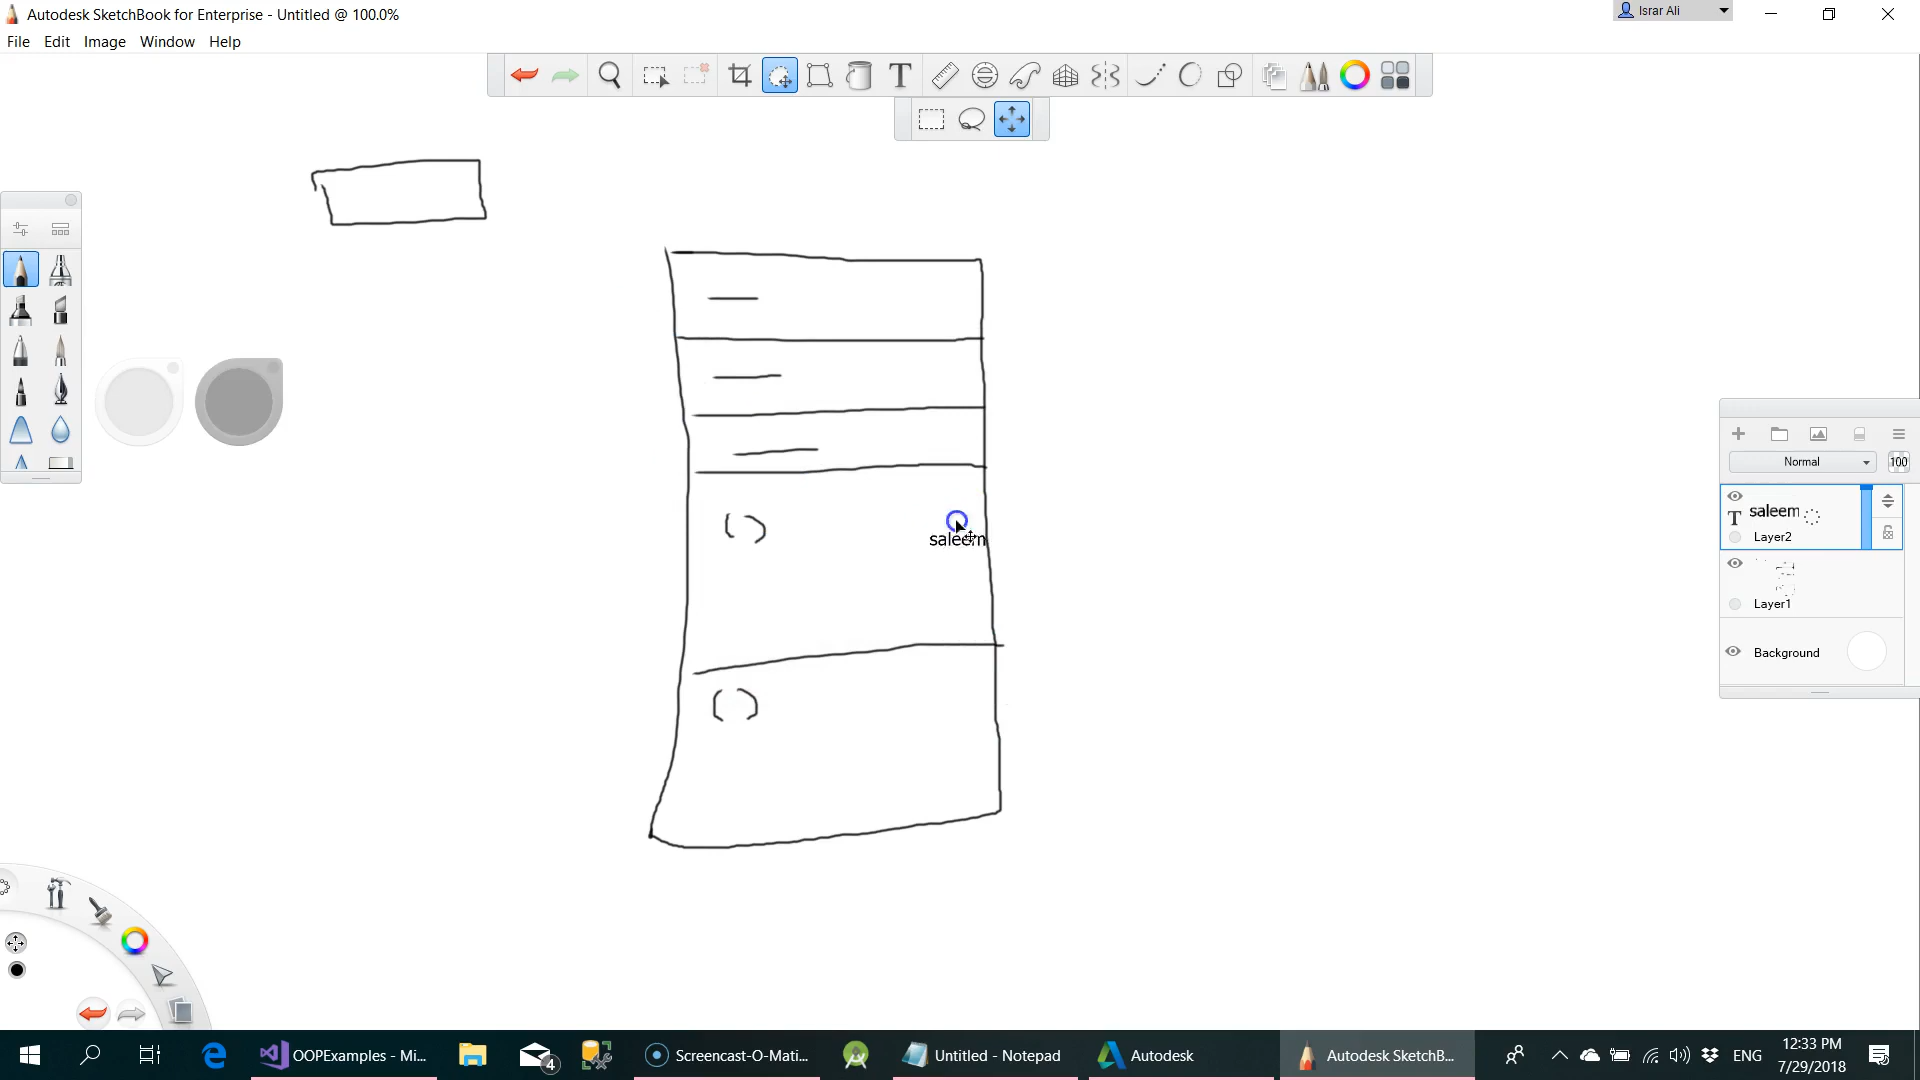 Autodesk SketchBook for Enterprise - Untitled @ 100.0%
Israr Ali
File Edit Image Window Help
saleem
Normal
100
saleem
Layer2
Layer1
Background
OOPExamples - Mi...
4
Screencast-O-Mati...
Untitled - Notepad
Autodesk
Autodesk SketchB...
ENG
12:33 PM
7/29/2018